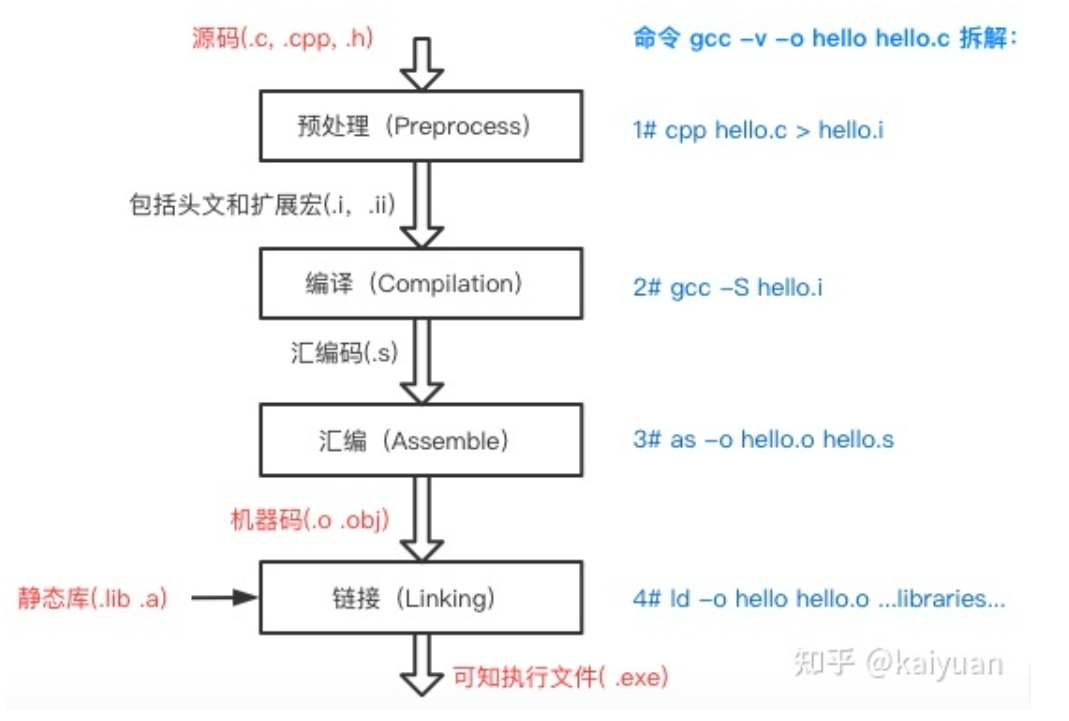 源码(.c, .cpp, .h)
命令 gcc -v -o hello hello.c 拆解：
预处理（Preprocess）
1# cpp hello.c > hello.i
包括头文和扩展宏(.i, .ii)
编译（Compilation）
2# gcc -S hello.i
汇编码(.s)
汇编（Assemble）
3# as -o hello.o hello.s
机器码(.o .obj)
静态库(.lib .a)
链接（Linking）
4# ld -o hello hello.o ...libraries...
可知执行文件( .exe)
知乎 @kaiyuan